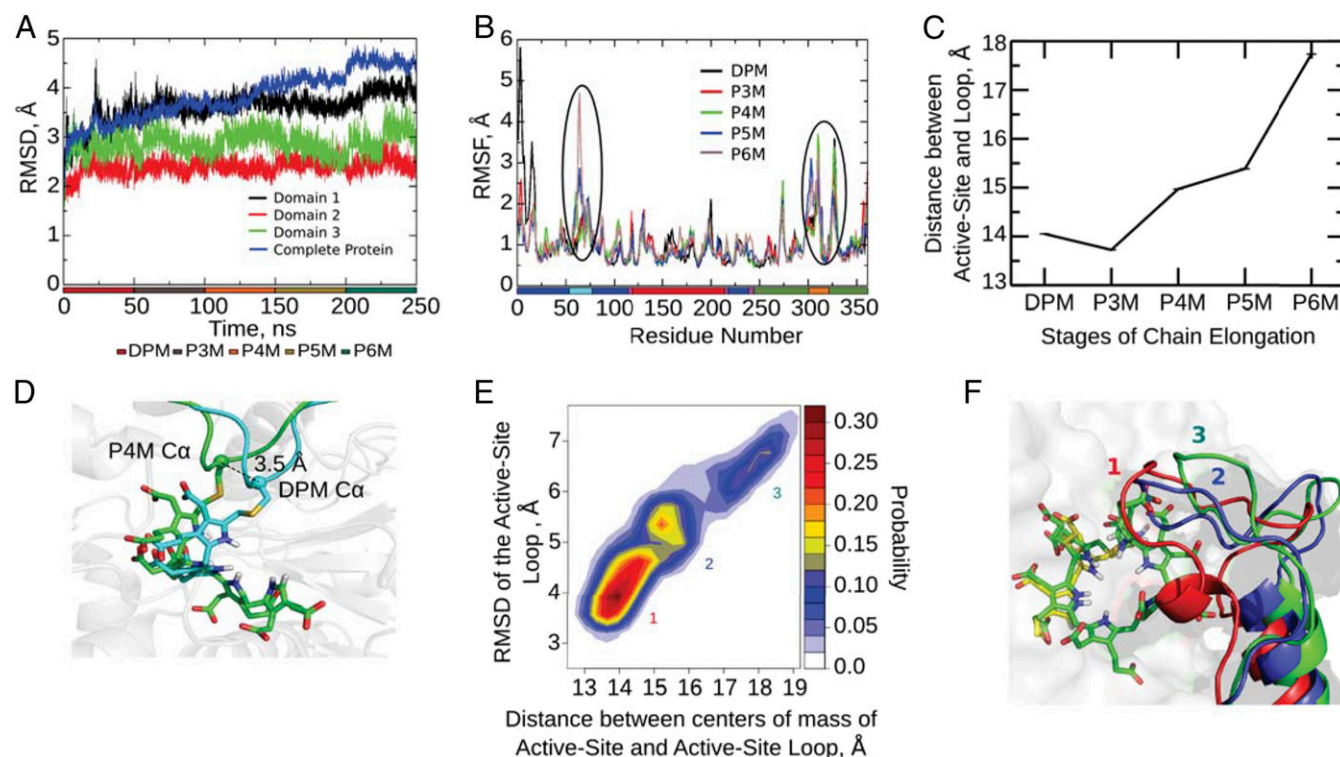 A
RMSD, Å
5
4
3
2
1
0
Domain 1
Domain 2
Domain 3
Complete Protein
0 50 100 150 200 250
Time, ns
DPM P3M P4M P5M P6M
B
RMSF, Å
6
5
4
3
2
1
0
DPM
P3M
P4M
P5M
P6M
0 50 100 150 200 250 300 350
Residue Number
C
Distance between
Active-Site and Loop, Å
18
17
16
15
14
13
DPM P3M P4M P5M P6M
Stages of Chain Elongation
D
P4M Cα
3.5 Å
DPM Cα
E
RMSD of the Active-Site
Loop , Å
7
6
5
4
3
3
2
1
13 14 15 16 17 18 19
Distance between centers of mass of
Active-Site and Active-Site Loop, Å
0.30
0.25
0.20
0.15
0.10
0.05
0.0
Probability
F
3
1
2